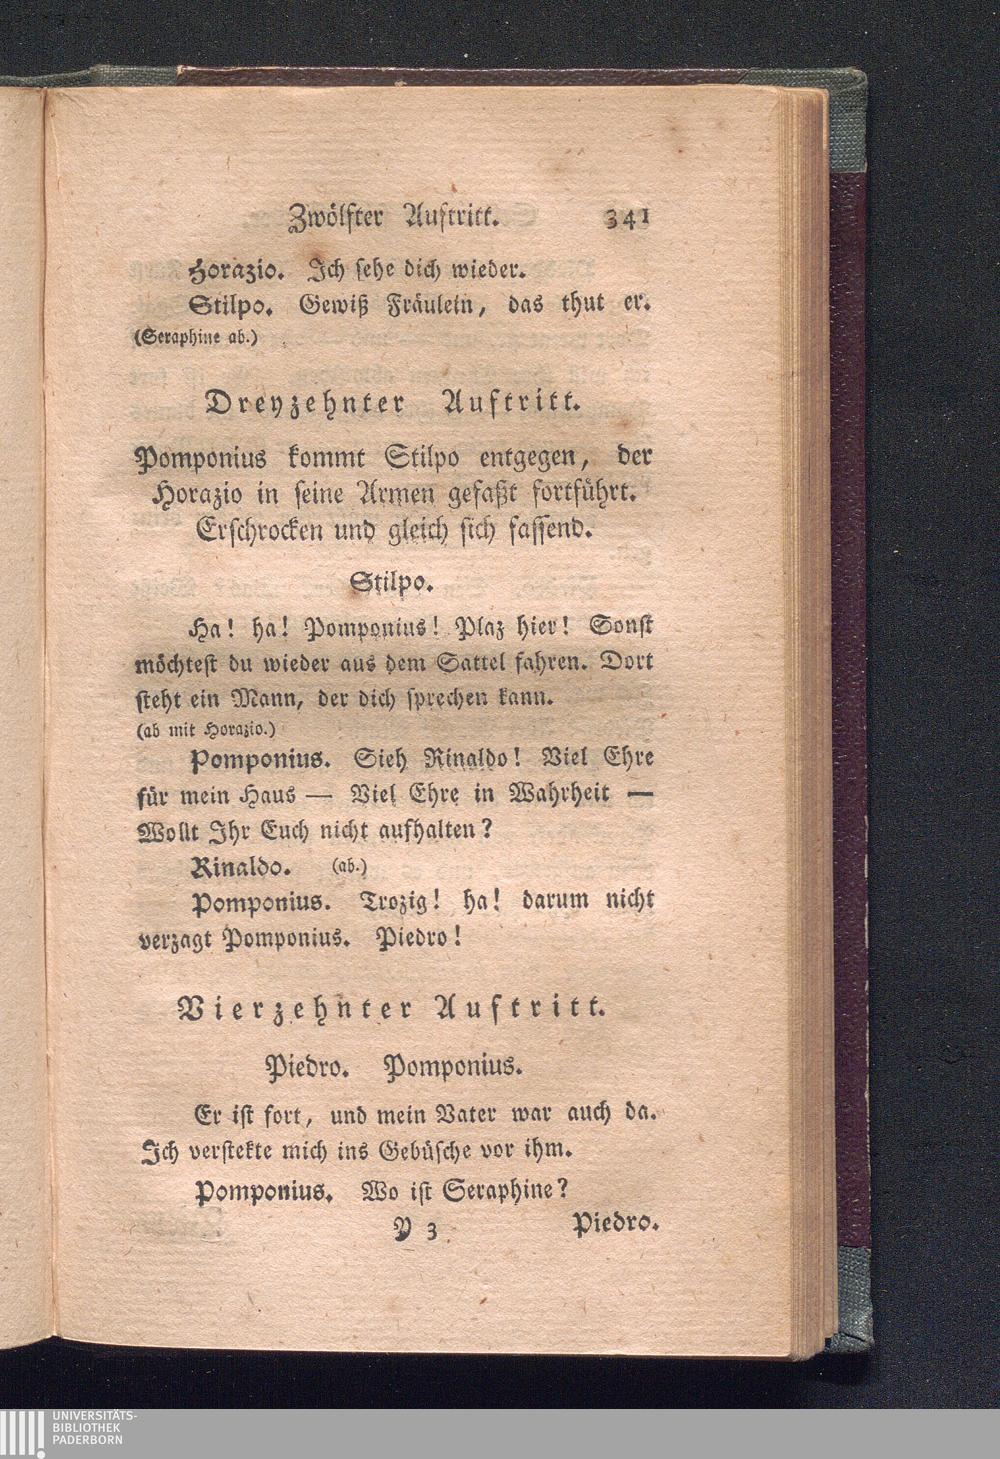 Zwölfter Auftritt. 341
Horazio. Ich sehe dich wieder.
Stilpo. Gewiß Fräulein, das thut er.
(Seraphine ab.)
Dreyzehnter Auftritt.
Pomponius kommt Stilpo entgegen, der
Horazio in seine Armen gefaßt fortführt.
Erschrocken und gleich sich fassend.
Stilpo.
Ha! ha! Pomponius! Plaz hier! Sonst
möchtest du wieder aus dem Sattel fahren. Dort
steht ein Mann, der dich sprechen kann.
(ab mit Horazio.)
Pomponius. Sieh Rinaldo! Viel Ehre
für mein Haus — Viel Ehre in Wahrheit —
Wollt Ihr Euch nicht aufhalten?
Rinaldo. (ab.)
Pomponius. Trozig! ha! darum nicht
verzagt Pomponius. Piedro!
Vierzehnter Auftritt.
Piedro. Pomponius.
Er ist fort, und mein Vater war auch da.
Ich verstekte mich ins Gebüsche vor ihm.
Pomponius. Wo ist Seraphine?
Y 3 Piedro.
UNIVERSITÄTS-
BIBLIOTHEK
PADERBORN